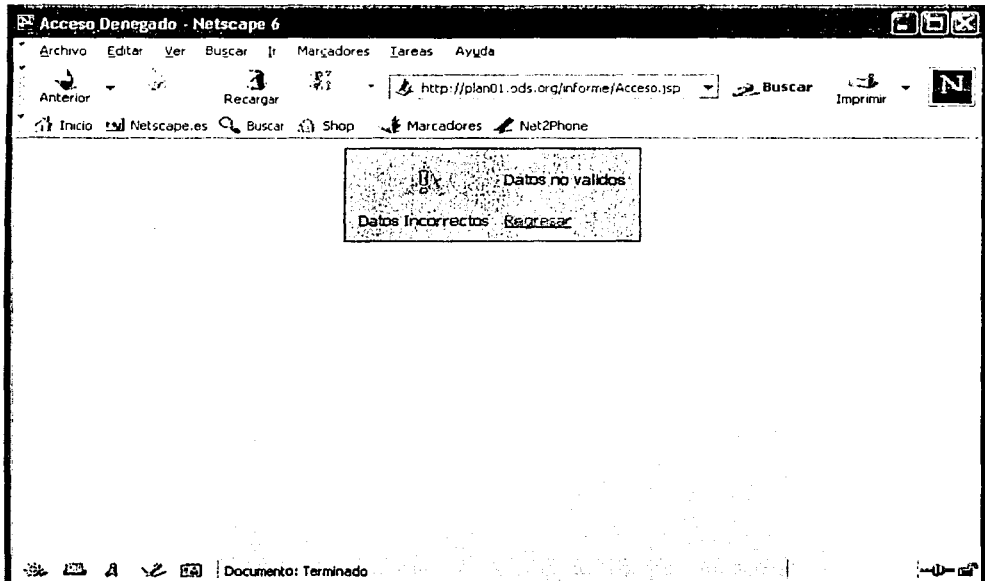 Acceso Denegado - Netscape 6
Archivo Editar Ver Buscar Ir Marcadores Tareas Ayuda
Anterior Recargar http://plan01.ods.org/informe/Acceso.jsp Buscar Imprimir N
Inicio Netscape.es Buscar Shop Marcadores Net2Phone
Datos no validos
Datos Incorrectos Regresar
Documento: Terminado